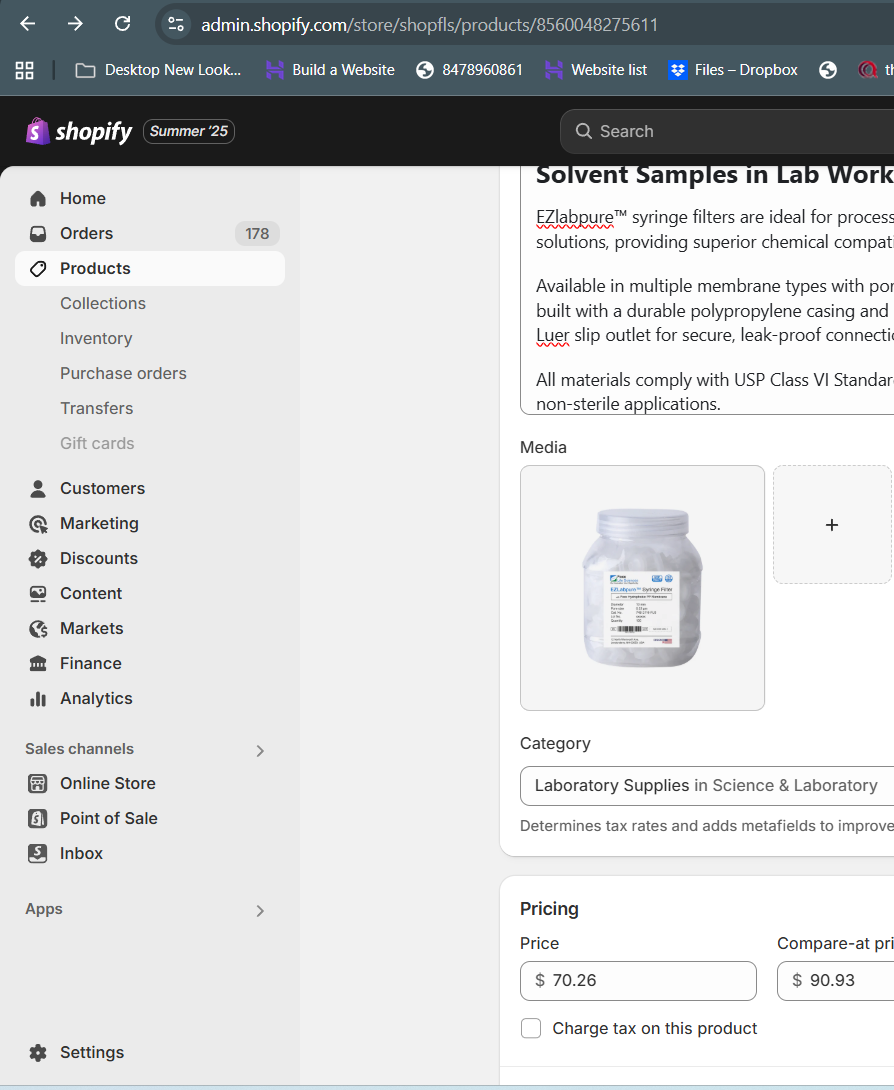 admin.shopify.com/store/shopfls/products/8560048275611
Desktop New Look...
Build a Website
8478960861
Website list
Files – Dropbox
th
shopify
Summer '25
Search
Home
Orders
178
Products
Collections
Inventory
Purchase orders
Transfers
Gift cards
Customers
Marketing
Discounts
Content
Markets
Finance
Analytics
Sales channels
Online Store
Point of Sale
Inbox
Apps
Settings
Solvent Samples in Lab Work
EZlabpure™ syringe filters are ideal for process
solutions, providing superior chemical compati
Available in multiple membrane types with por
built with a durable polypropylene casing and
Luer slip outlet for secure, leak-proof connectio
All materials comply with USP Class VI Standar
non-sterile applications.
Media
EZLabpure™ Syringe Filter
Category
Laboratory Supplies in Science & Laboratory
Determines tax rates and adds metafields to improve
Pricing
Price
Compare-at pri
$ 70.26
$ 90.93
Charge tax on this product